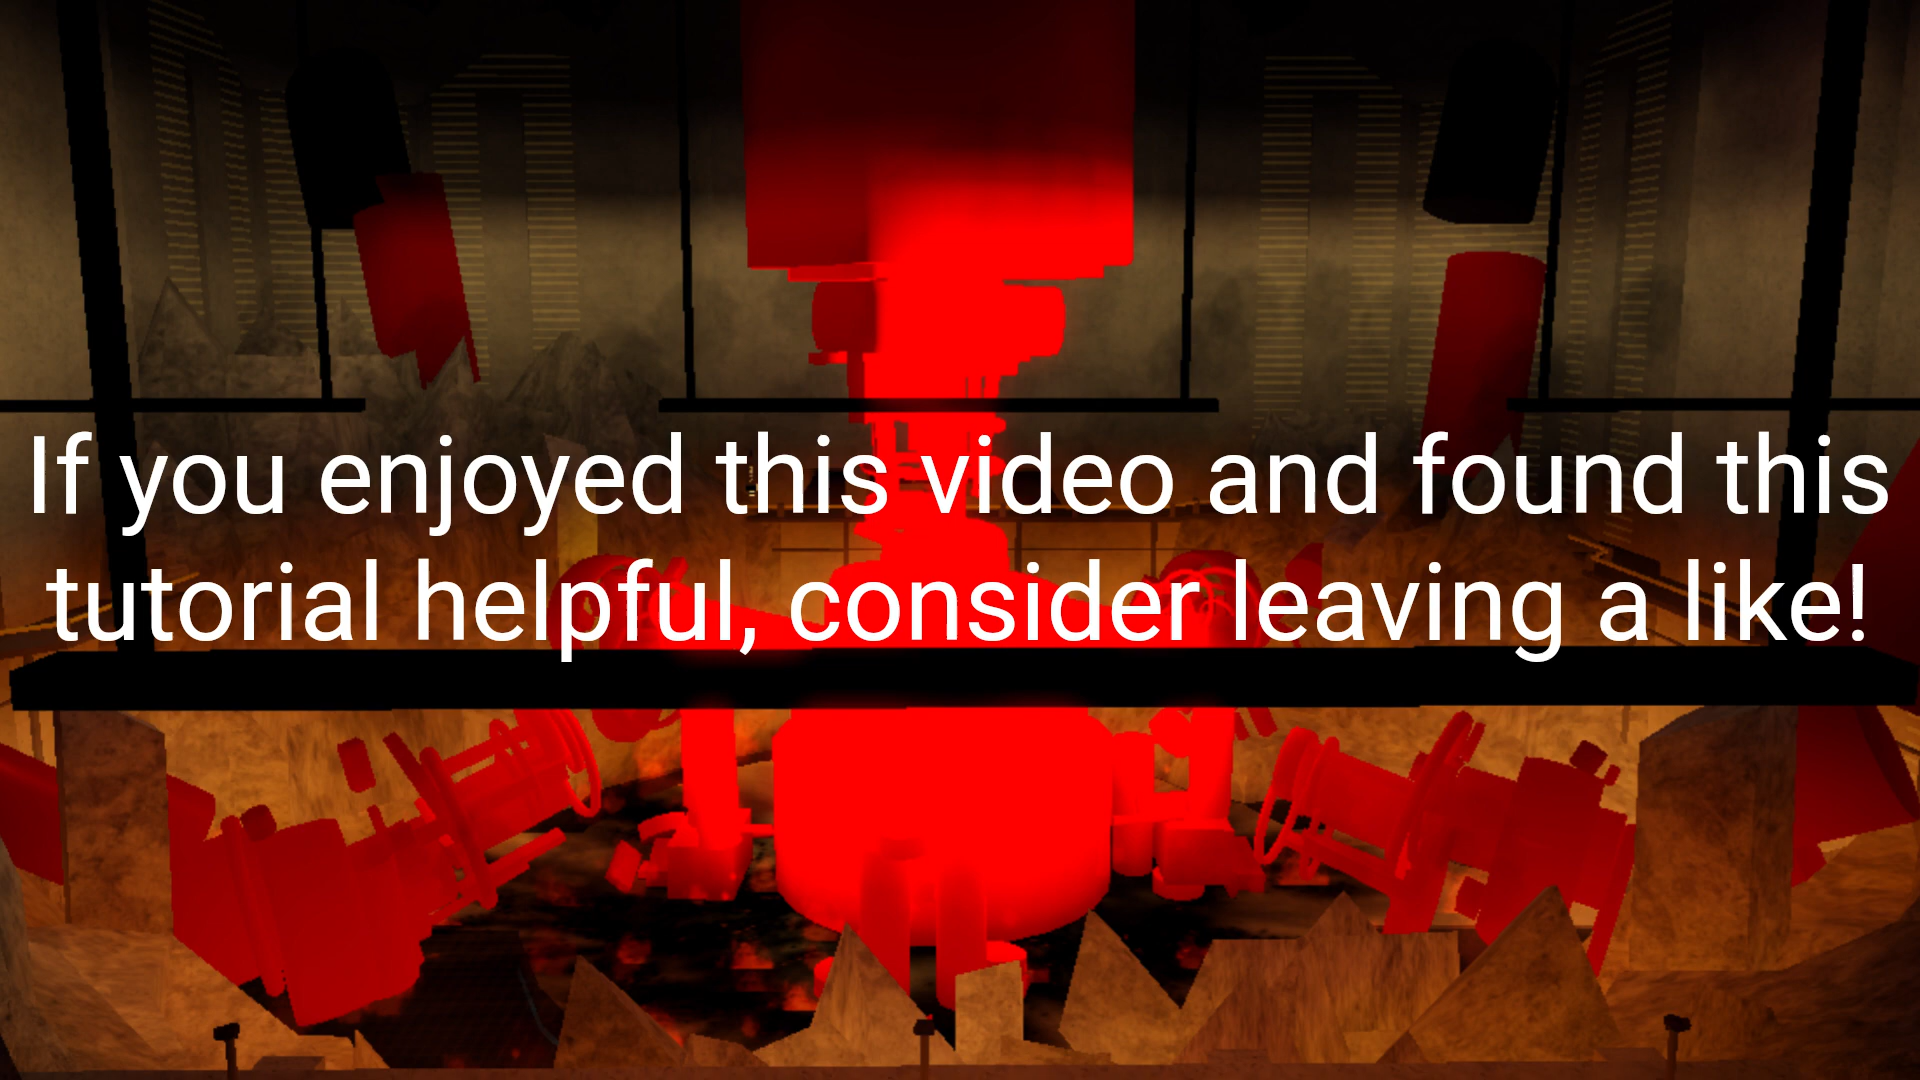 If you enjoyed this video and found this
tutorial helpful, consider leaving a like!